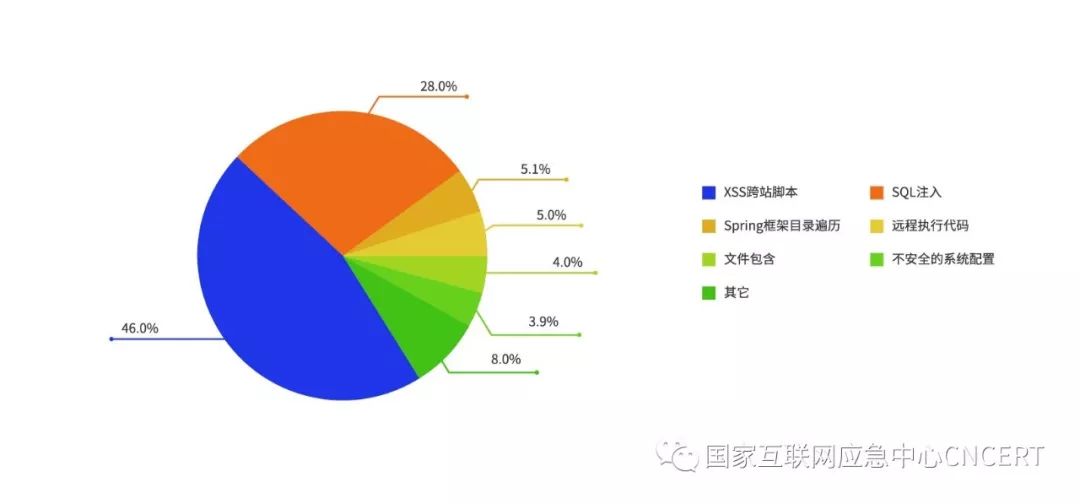 28.0%
5.1%
5.0%
4.0%
3.9%
8.0%
46.0%
XSS跨站脚本
SQL注入
Spring框架目录遍历
远程执行代码
文件包含
不安全的系统配置
其它
国家互联网应急中心CNCERT